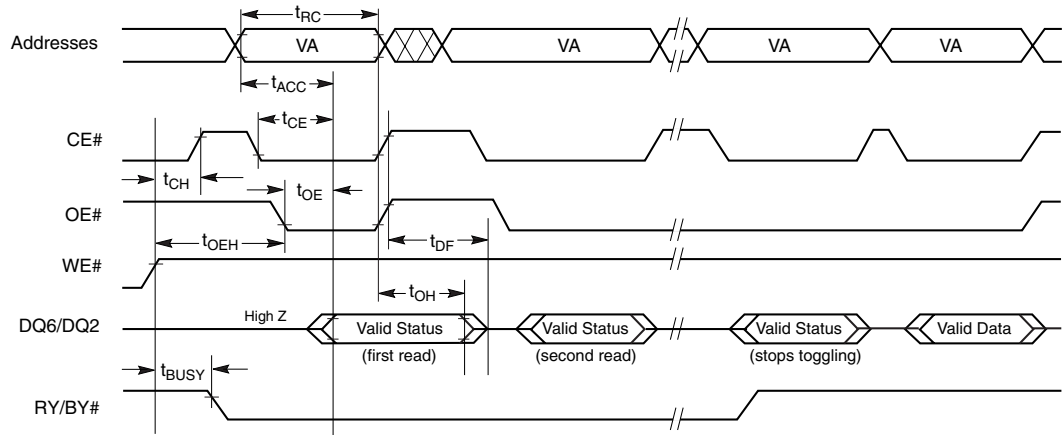 tRC
Addresses VA VA VA VA
tACC
tCE
CE#
tCH
tOE
OE#
tOEH
tDF
WE#
tOH
High Z
DQ6/DQ2 Valid Status Valid Status Valid Status Valid Data
(first read) (second read) (stops toggling)
tBUSY
RY/BY#